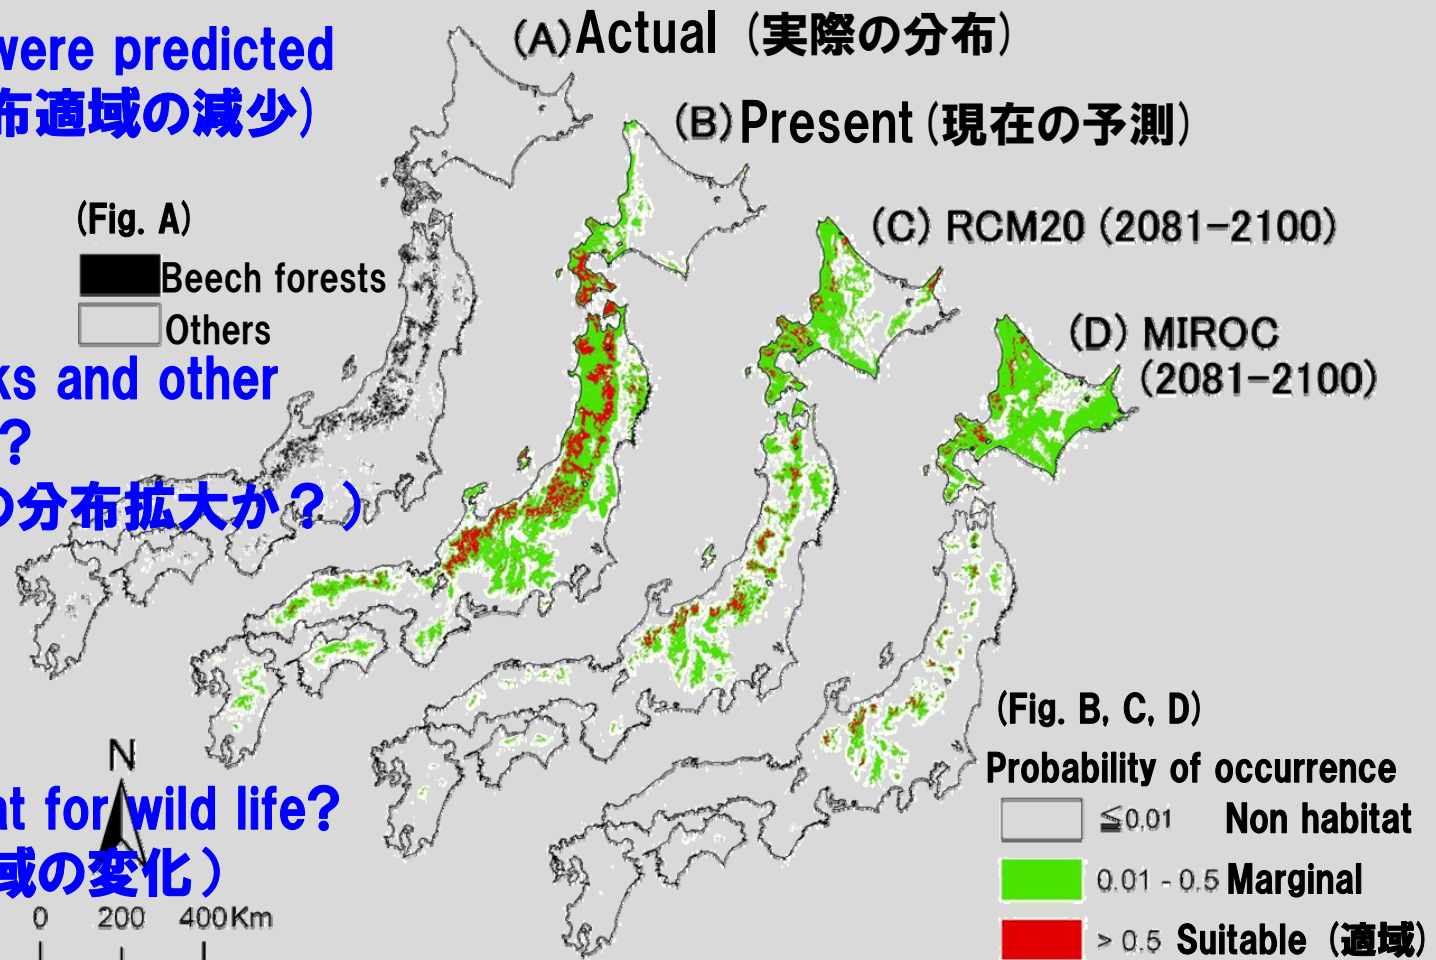 were predicted
布適域の減少)
(A) Actual (実際の分布)
(B) Present (現在の予測)
(C) RCM20 (2081-2100)
(D) MIROC
(2081-2100)
(Fig. A)
Beech forests
Others
ks and other
?
の分布拡大か?)
N
at for wild life?
域の変化)
0 200 400Km
(Fig. B, C, D)
Probability of occurrence
≦0.01 Non habitat
0.01 - 0.5 Marginal
> 0.5 Suitable (適域)